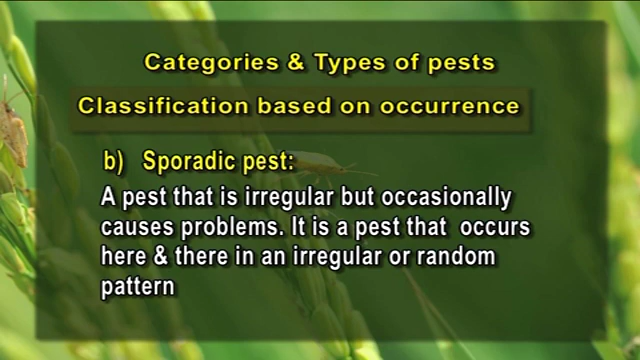 Categories & Types of pests
Classification based on occurrence
b) Sporadic pest:
A pest that is irregular but occasionally
causes problems. It is a pest that occurs
here & there in an irregular or random
pattern